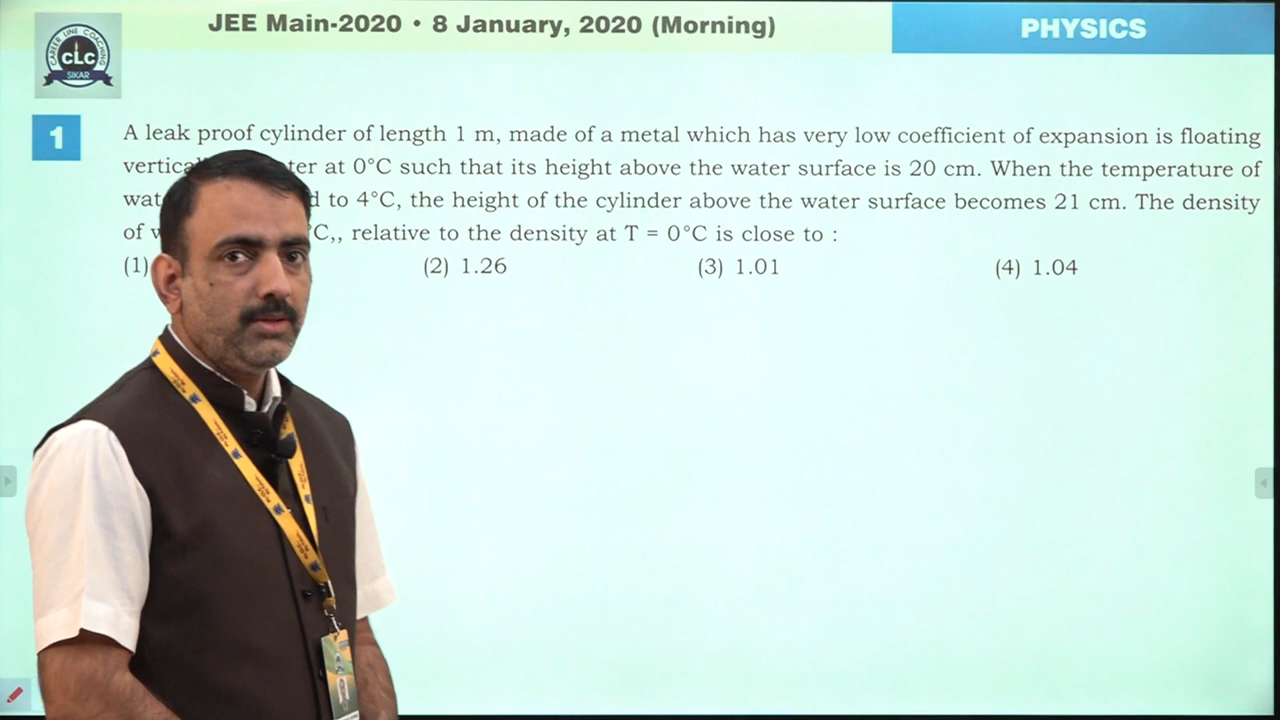 JEE Main-2020 • 8 January, 2020 (Morning)
PHYSICS
CAREER LINE COACHING
CLC
SIKAR
1
A leak proof cylinder of length 1 m, made of a metal which has very low coefficient of expansion is floating
er at 0°C such that its height above the water surface is 20 cm. When the temperature of
to 4°C, the height of the cylinder above the water surface becomes 21 cm. The density
of °C,, relative to the density at T = 0°C is close to :
(1)
(2) 1.26
(3) 1.01
(4) 1.04